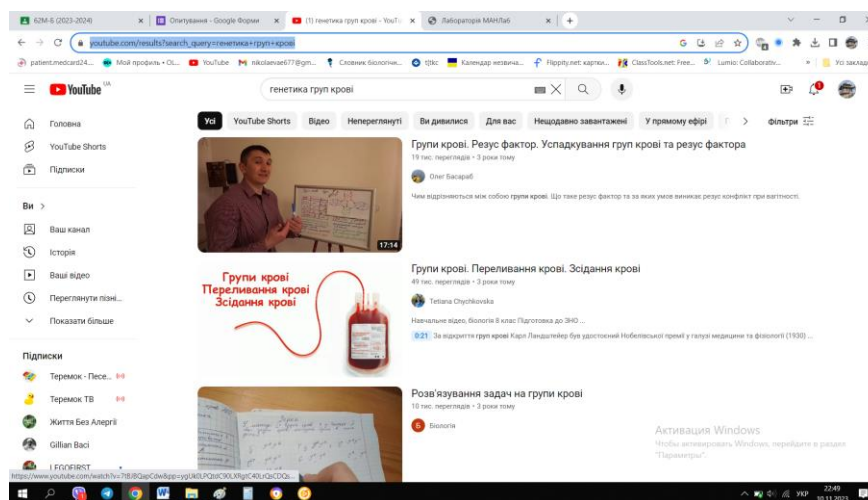 62М-Б (2023-2024)
Опитування - Google Форми
(1) генетика груп крові - YouTu
Лабораторія МАНЛаб
youtube.com/results?search_query=генетика+груп+крові
patient.medcard24...
Мой профиль • OL...
YouTube
nikolaevae677@gm...
Словник біологічн...
tjtkc
Календар незвича...
Flippity.net: картки...
ClassTools.net: Free...
Lumio: Collaborativ...
»
Усі заклад
YouTube UA
генетика груп крові
Головна
YouTube Shorts
Підписки
Ви >
Ваш канал
Історія
Ваші відео
Переглянути пізні...
Показати більше
Підписки
Теремок - Песе...
Теремок ТВ
Життя Без Алергії
Gillian Baci
LEGOFIRST
Усі
YouTube Shorts
Відео
Непереглянуті
Ви дивилися
Для вас
Нещодавно завантажені
У прямому ефірі
Фільтри
17:14
Групи крові. Резус фактор. Успадкування груп крові та резус фактора
19 тис. переглядів • 3 роки тому
Олег Басараб
Чим відрізняються між собою групи крові. Що таке резус фактор та за яких умов виникає резус конфлікт при вагітності.
Групи крові
Переливання крові
Зсідання крові
Групи крові. Переливання крові. Зсідання крові
49 тис. переглядів • 3 роки тому
Tetiana Chychkovska
Навчальне відео, біологія 8 клас Підготовка до ЗНО ...
0:21 За відкриття груп крові Карл Ландштейнер був удостоєний Нобелівської премії у галузі медицини та фізіології (1930) ...
Розв'язування задач на групи крові
10 тис. переглядів • 3 роки тому
Б
Біологія
Активация Windows
Чтобы активировать Windows, перейдите в раздел
"Параметры".
УКР
22:49
10.11.2023